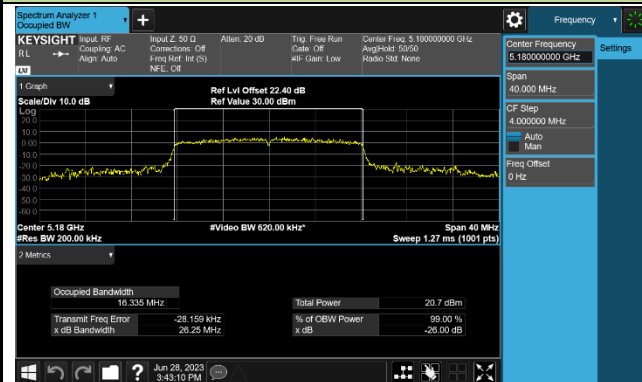 Spectrum Analyzer 1
Occupied BW
Frequency
KEYSIGHT
RL
LXI
Input: RF
Coupling: AC
Align: Auto
Input Z: 50 Ω
Corrections: Off
Freq Ref: Int (S)
NFE: Off
Atten: 20 dB
Trig: Free Run
Gate: Off
#IF Gain: Low
Center Freq: 5.180000000 GHz
Avg|Hold: 50/50
Radio Std: None
Center Frequency
5.180000000 GHz
Settings
Span
40.000 MHz
CF Step
4.000000 MHz
Auto
Man
Freq Offset
0 Hz
1 Graph
Scale/Div 10.0 dB
Ref Lvl Offset 22.40 dB
Ref Value 30.00 dBm
Log
20.0
10.0
0.00
-10.0
-20.0
-30.0
-40.0
-50.0
-60.0
Center 5.18 GHz
#Video BW 620.00 kHz*
Span 40 MHz
#Res BW 200.00 kHz
Sweep 1.27 ms (1001 pts)
2 Metrics
Occupied Bandwidth
16.335 MHz
Total Power
20.7 dBm
Transmit Freq Error
-28.159 kHz
% of OBW Power
99.00 %
x dB Bandwidth
26.25 MHz
x dB
-26.00 dB
?
Jun 28, 2023
3:43:10 PM